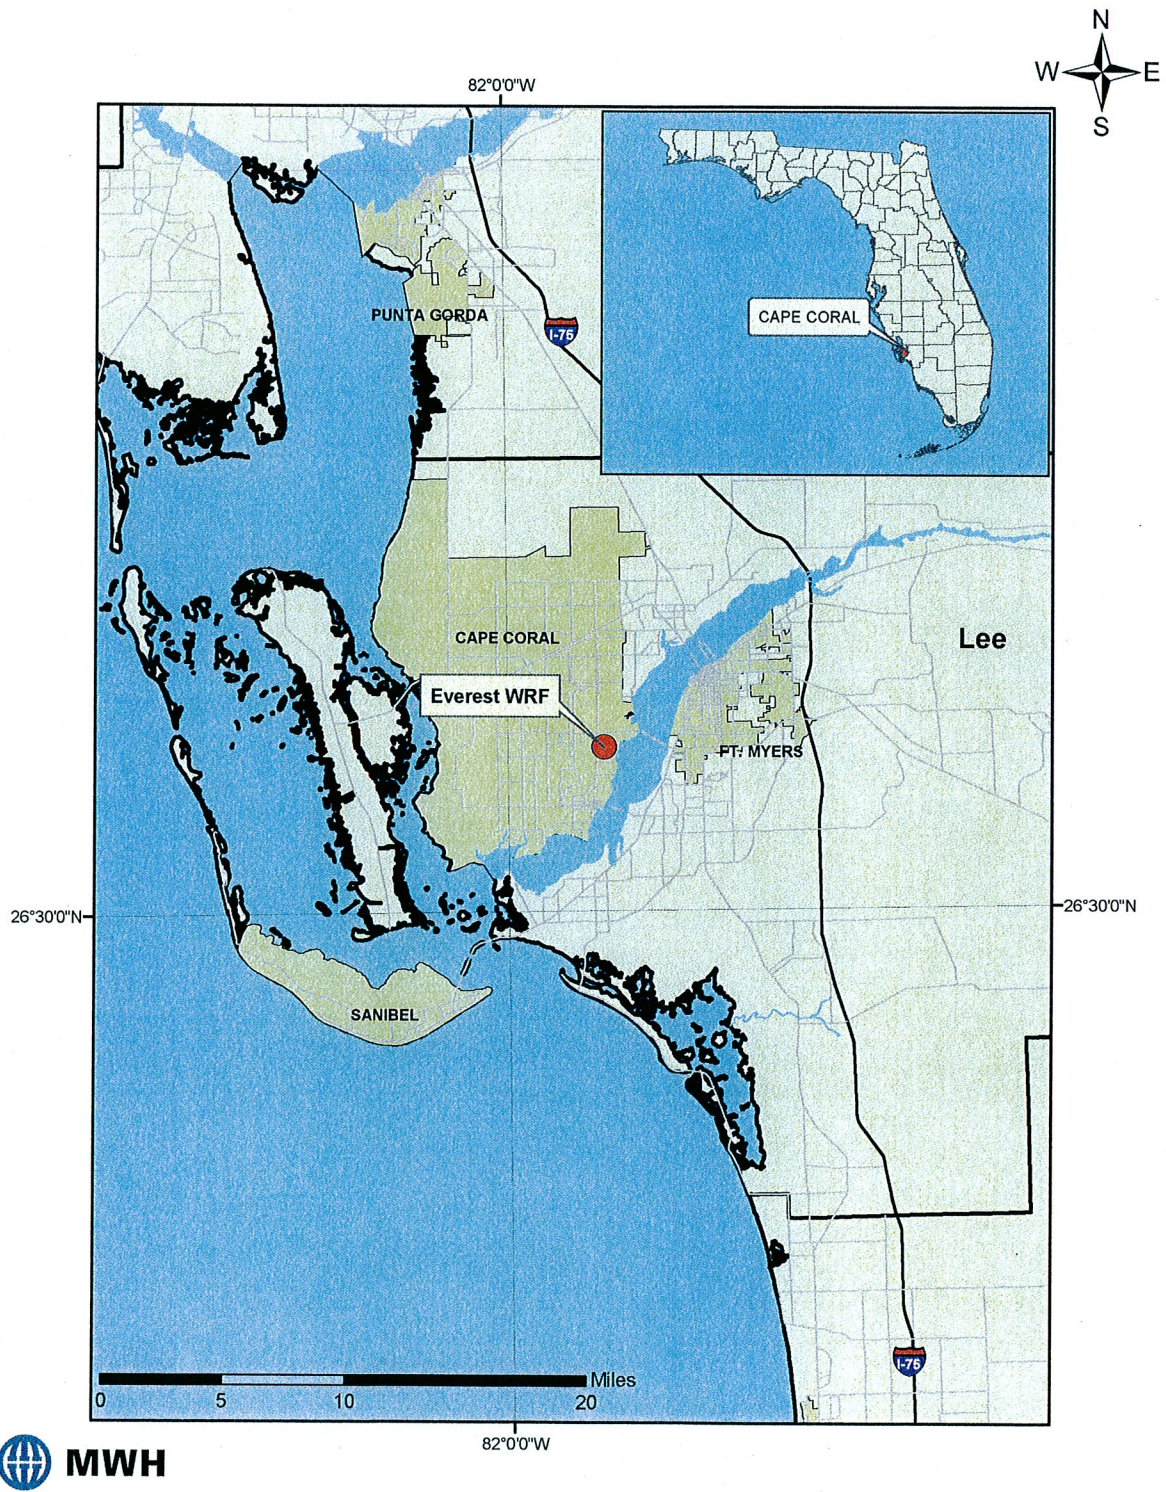 N
W E
S
82°0'0"W
CAPE CORAL
PUNTA GORDA
I-75
CAPE CORAL
Lee
Everest WRF
FT. MYERS
26°30'0"N
26°30'0"N
SANIBEL
I-75
Miles
0 5 10 20
82°0'0"W
MWH